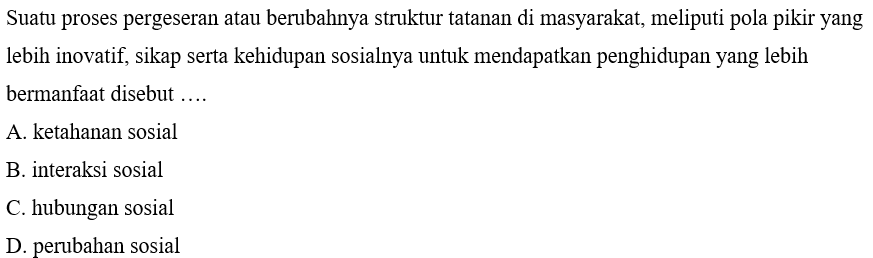 Suatu proses pergeseran atau berubahnya struktur tatanan di masyarakat, meliputi pola pikir yang
lebih inovatif, sikap serta kehidupan sosialnya untuk mendapatkan penghidupan yang lebih
bermanfaat disebut ....
A. ketahanan sosial
B. interaksi sosial
C. hubungan sosial
D. perubahan sosial